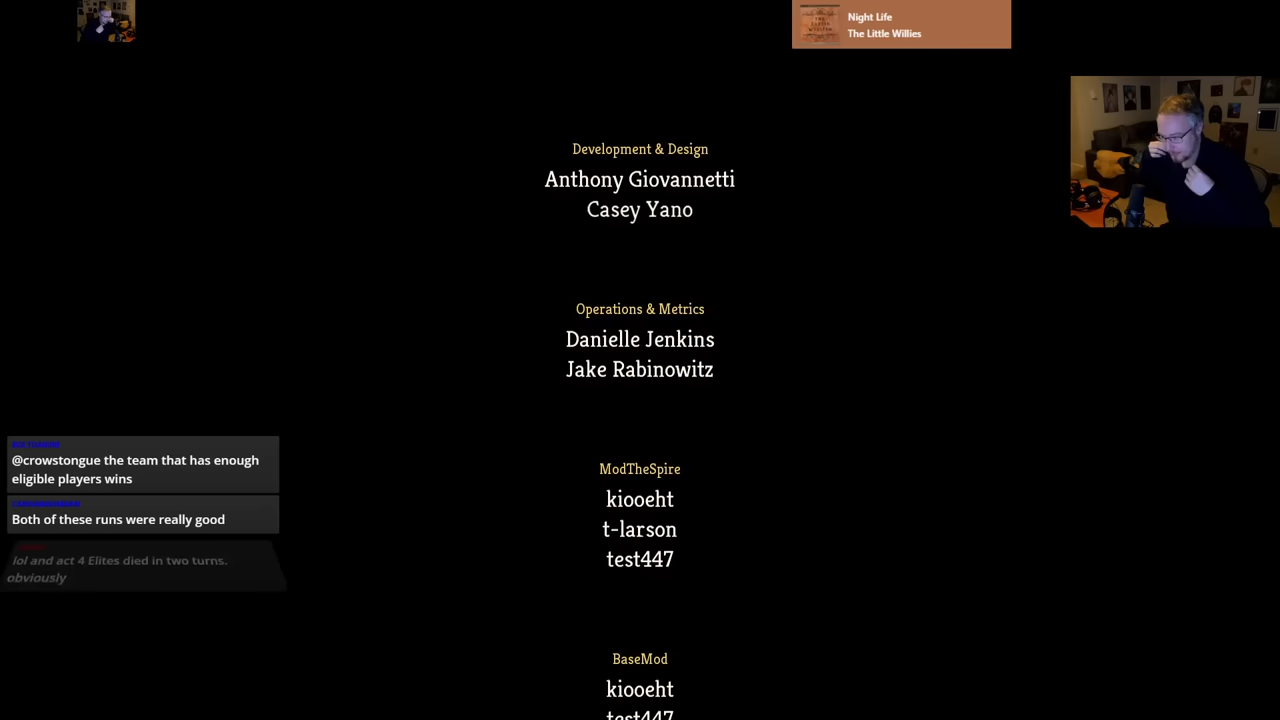 Night Life
The Little Willies
Development & Design
Anthony Giovannetti
Casey Yano
Operations & Metrics
Danielle Jenkins
Jake Rabinowitz
ModTheSpire
kiooeht
t-larson
test447
BaseMod
kiooeht
test447
@crowstongue the team that has enough
eligible players wins
Both of these runs were really good
lol and act 4 Elites died in two turns.
obviously